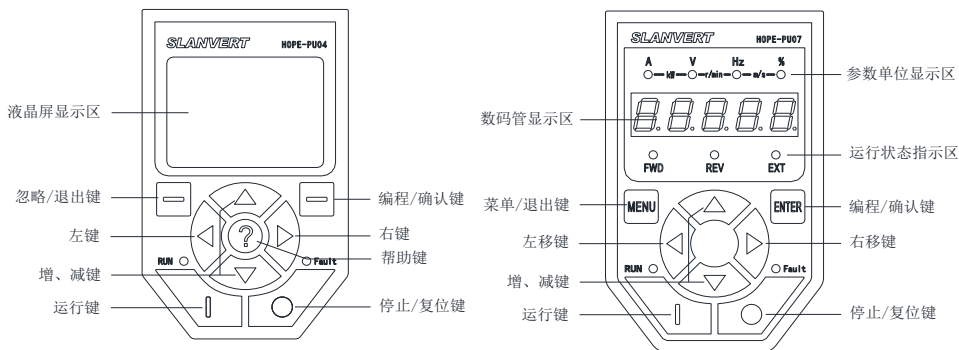 SLANVERT HOPE-PU04
液晶屏显示区
忽略/退出键
编程/确认键
左键
?
右键
帮助键
RUN
Fault
增、减键
运行键
停止/复位键
SLANVERT HOPE-PU07
A V Hz %
kW r/min m/s
参数单位显示区
8.8.8.8.8.
数码管显示区
FWD REV EXT
运行状态指示区
菜单/退出键
MENU
ENTER
编程/确认键
左移键
右移键
RUN
Fault
增、减键
运行键
停止/复位键